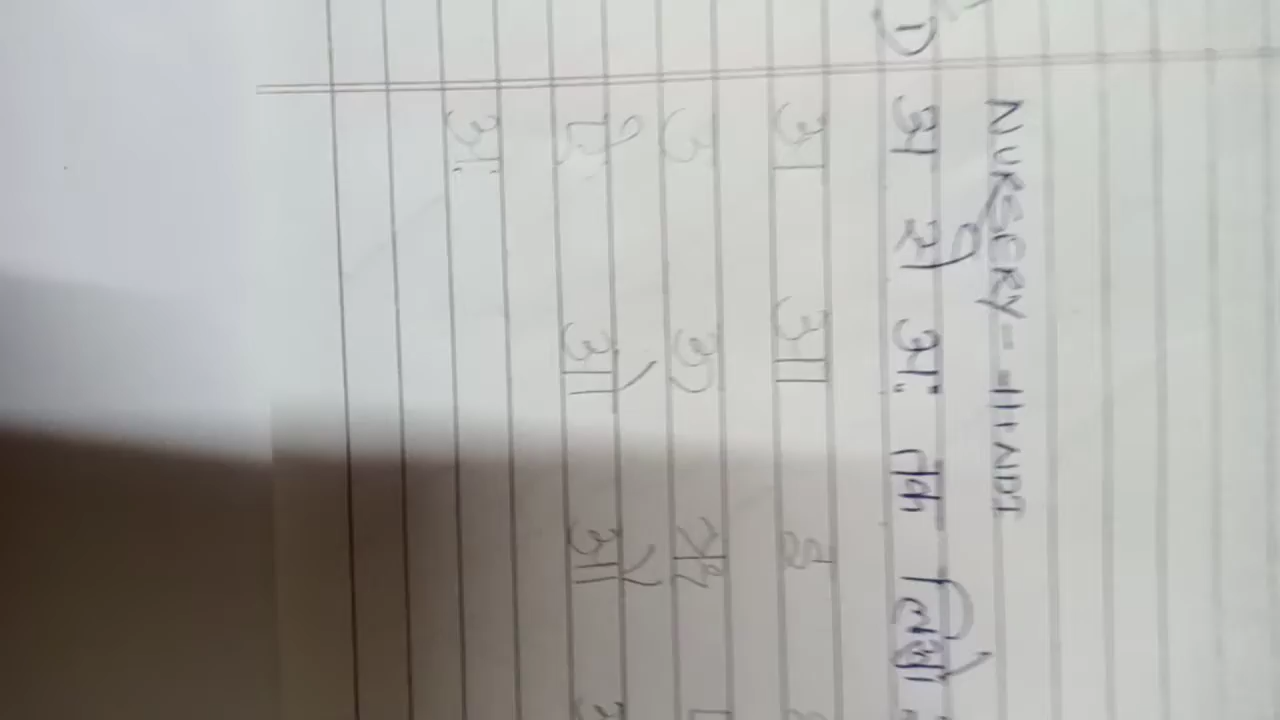 NURSERY - HINDI
1) अ से अः तक लिखो -
अ आ इ
उ ऊ ऋ
ऐ ओ औ
अः